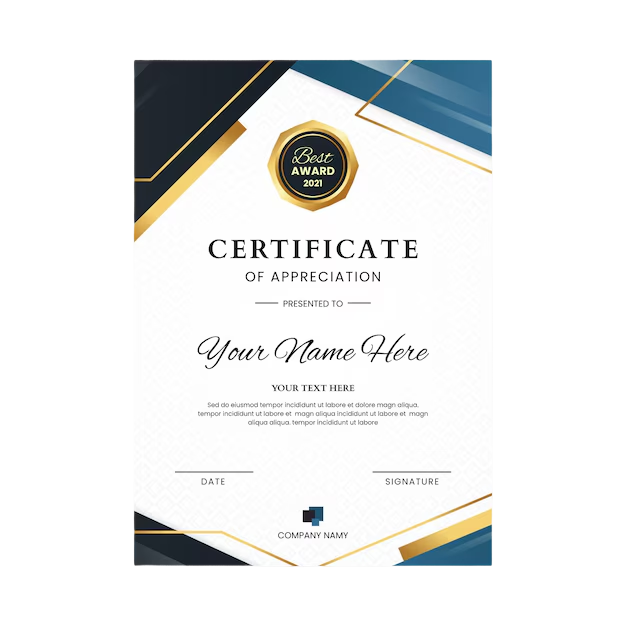 Best
AWARD
2021
CERTIFICATE
OF APPRECIATION
PRESENTED TO
Your Name Here
YOUR TEXT HERE
Sed do eiusmod tempor incididunt ut labore et dolore magn aliqua.
tempor incididunt ut labore et magn aliqua Incididunt ut labore et magn
aliqua aliqua. tempor incididunt ut labore
DATE
SIGNATURE
COMPANY NAMY